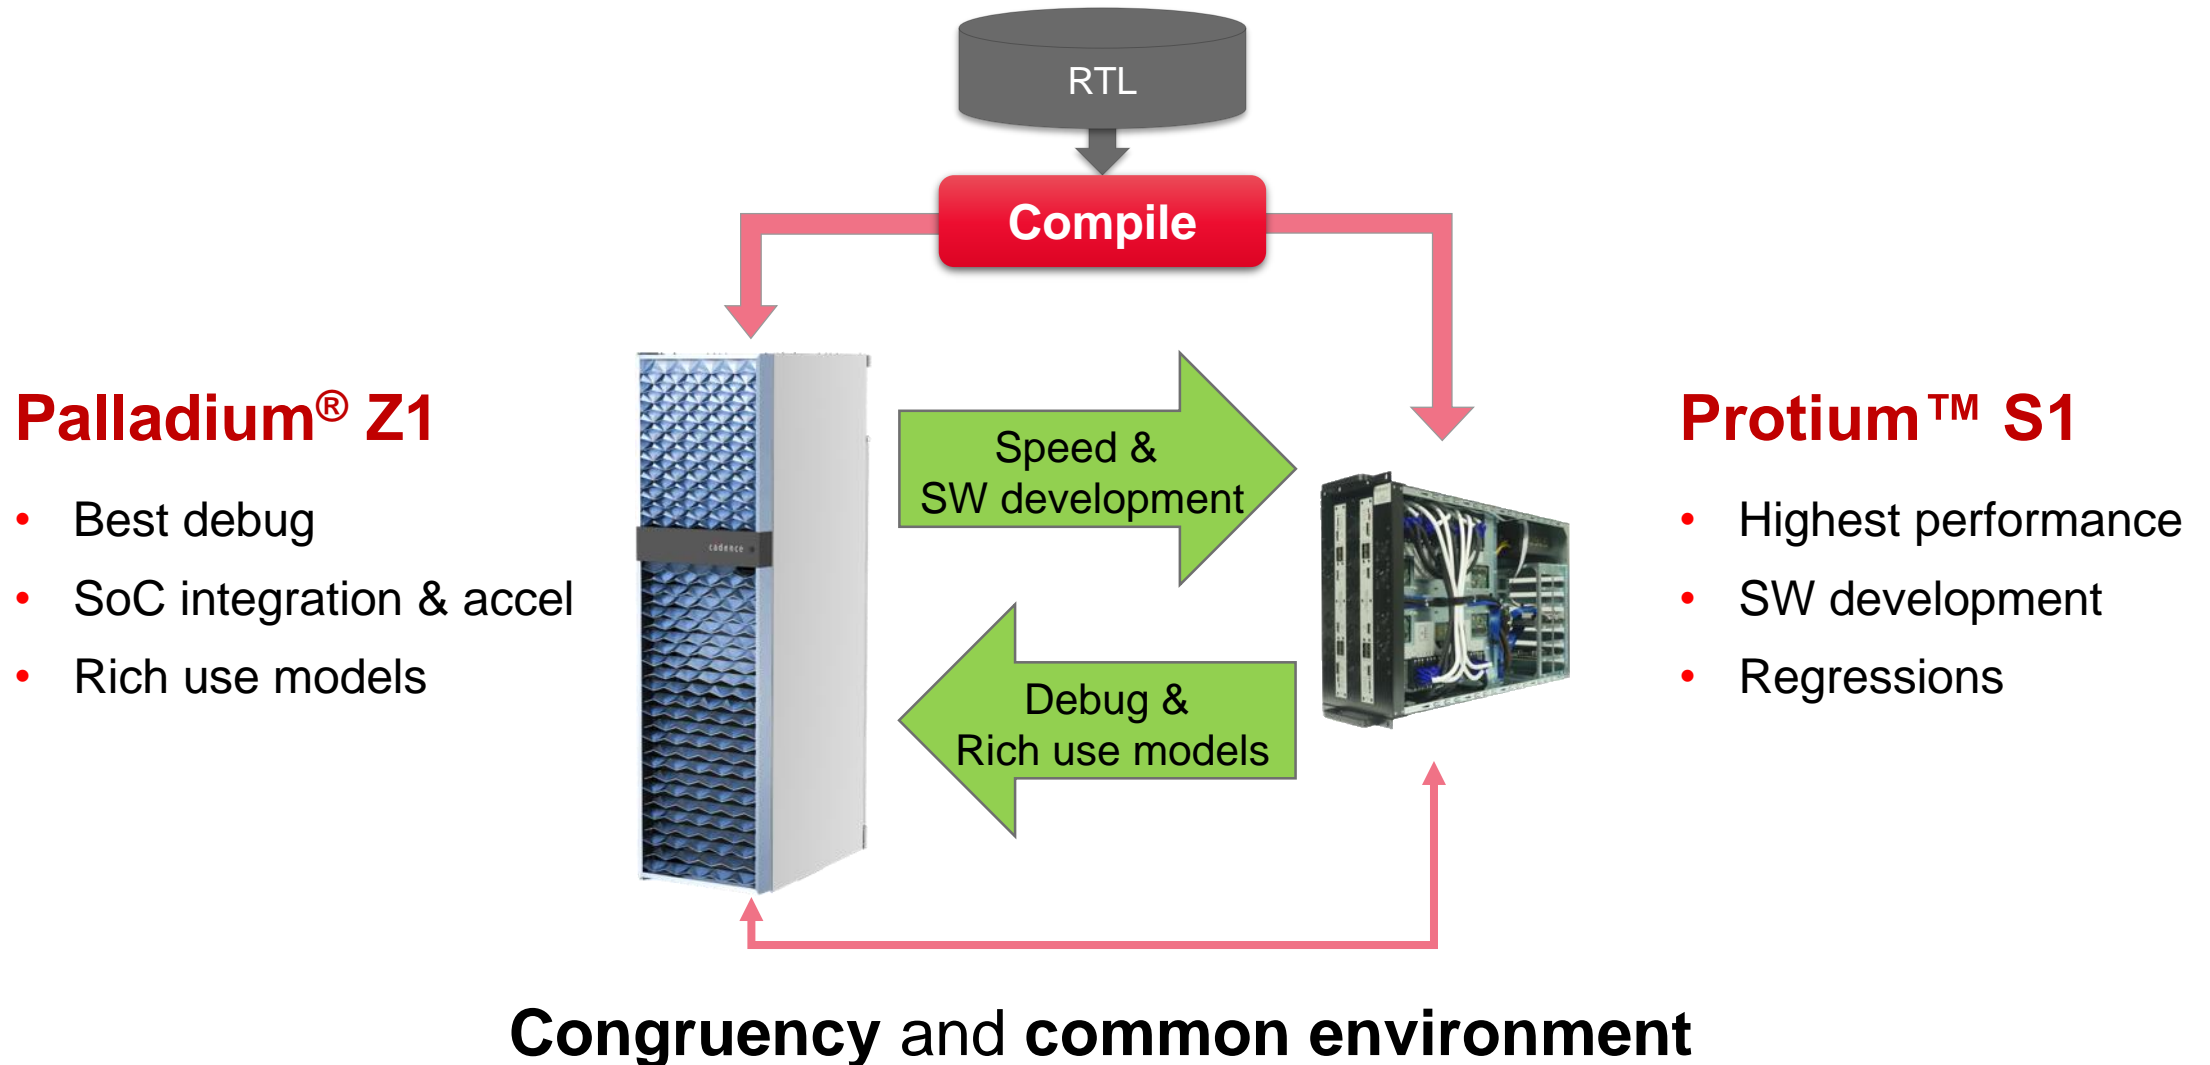 RTL
Compile
Palladium® Z1
• Best debug
• SoC integration & accel
• Rich use models
cadence
Speed &
SW development
Debug &
Rich use models
Protium™ S1
• Highest performance
• SW development
• Regressions
Congruency and common environment